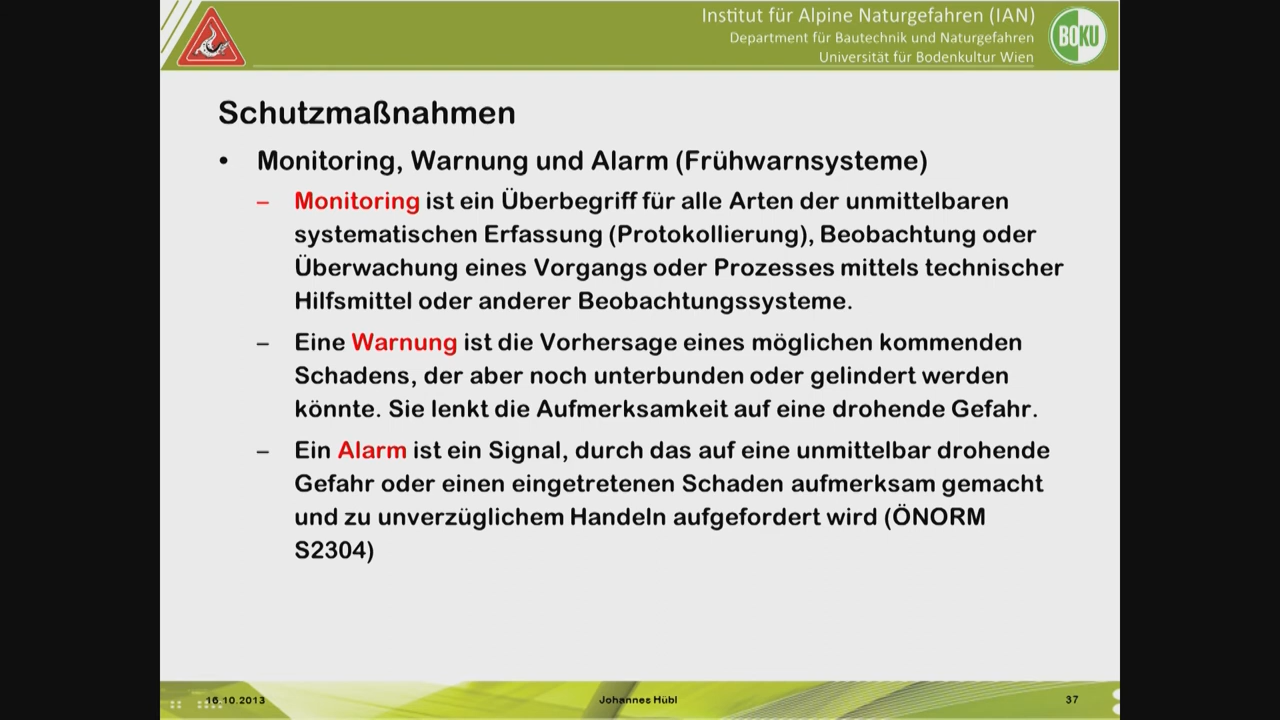 Institut für Alpine Naturgefahren (IAN)
Department für Bautechnik und Naturgefahren
Universität für Bodenkultur Wien
BOKU
Schutzmaßnahmen
• Monitoring, Warnung und Alarm (Frühwarnsysteme)
– Monitoring ist ein Überbegriff für alle Arten der unmittelbaren
systematischen Erfassung (Protokollierung), Beobachtung oder
Überwachung eines Vorgangs oder Prozesses mittels technischer
Hilfsmittel oder anderer Beobachtungssysteme.
– Eine Warnung ist die Vorhersage eines möglichen kommenden
Schadens, der aber noch unterbunden oder gelindert werden
könnte. Sie lenkt die Aufmerksamkeit auf eine drohende Gefahr.
– Ein Alarm ist ein Signal, durch das auf eine unmittelbar drohende
Gefahr oder einen eingetretenen Schaden aufmerksam gemacht
und zu unverzüglichem Handeln aufgefordert wird (ÖNORM
S2304)
16.10.2013
Johannes Hübl
37